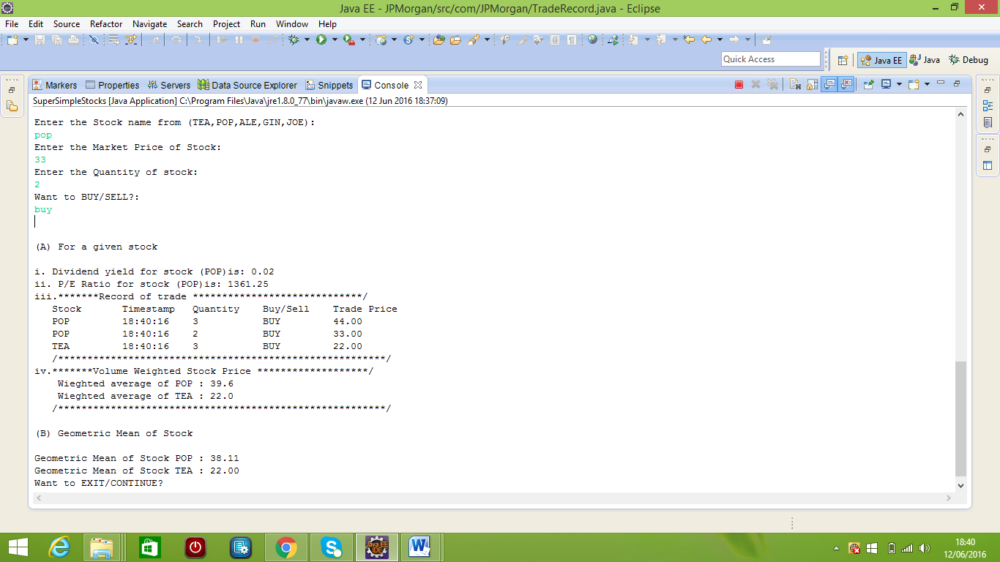 Java EE - JPMorgan/src/com/JPMorgan/TradeRecord.java - Eclipse
File Edit Source Refactor Navigate Search Project Run Window Help
Quick Access
Java EE Java Debug
Markers Properties Servers Data Source Explorer Snippets Console
SuperSimpleStocks [Java Application] C:\Program Files\Java\jre1.8.0_77\bin\javaw.exe (12 Jun 2016 18:37:09)
Enter the Stock name from (TEA,POP,ALE,GIN,JOE):
pop
Enter the Market Price of Stock:
33
Enter the Quantity of stock:
2
Want to BUY/SELL?:
buy
(A) For a given stock
i. Dividend yield for stock (POP)is: 0.02
ii. P/E Ratio for stock (POP)is: 1361.25
iii.*******Record of trade *****************************/
Stock Timestamp Quantity Buy/Sell Trade Price
POP 18:40:16 3 BUY 44.00
POP 18:40:16 2 BUY 33.00
TEA 18:40:16 3 BUY 22.00
/********************************************************/
iv.*******Volume Weighted Stock Price *******************/
Wieghted average of POP : 39.6
Wieghted average of TEA : 22.0
/********************************************************/
(B) Geometric Mean of Stock
Geometric Mean of Stock POP : 38.11
Geometric Mean of Stock TEA : 22.00
Want to EXIT/CONTINUE?
Java EE
IDE
18:40
12/06/2016